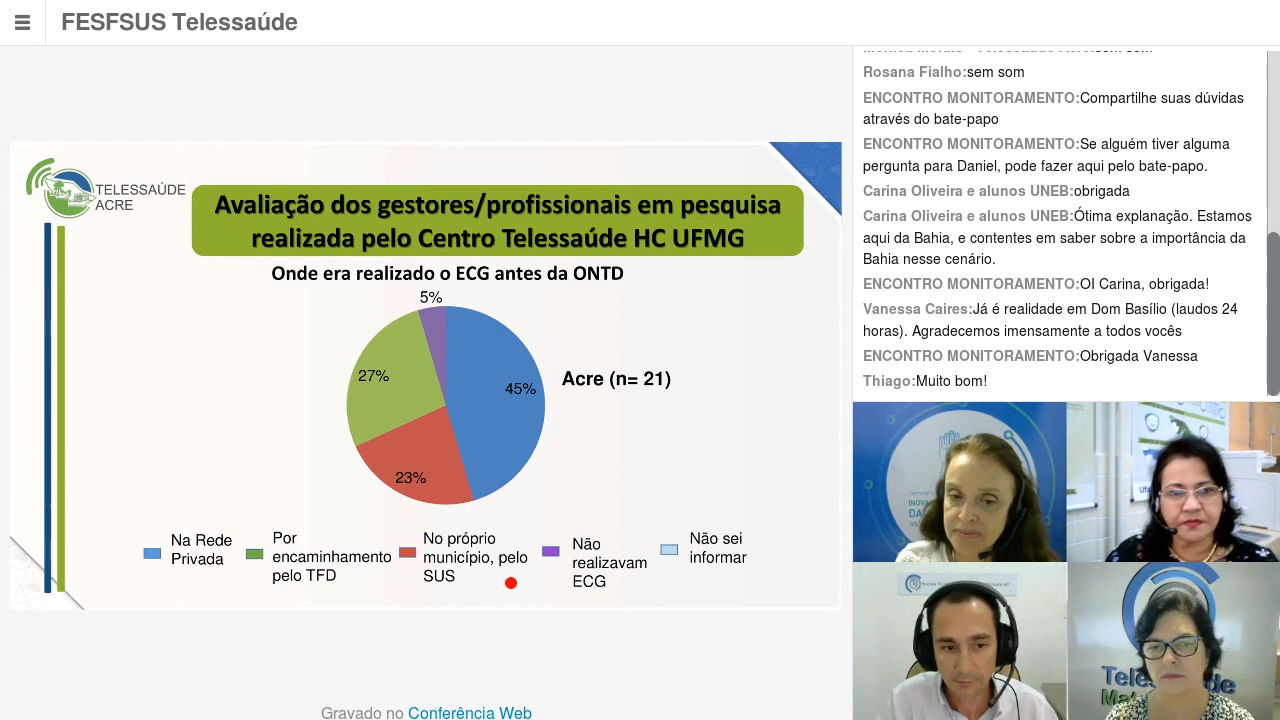 FESFSUS Telessaúde
Rosana Fialho:sem som
ENCONTRO MONITORAMENTO:Compartilhe suas dúvidas
através do bate-papo
ENCONTRO MONITORAMENTO:Se alguém tiver alguma
pergunta para Daniel, pode fazer aqui pelo bate-papo.
Carina Oliveira e alunos UNEB:obrigada
Carina Oliveira e alunos UNEB:Ótima explanação. Estamos
aqui da Bahia, e contentes em saber sobre a importância da
Bahia nesse cenário.
ENCONTRO MONITORAMENTO:OI Carina, obrigada!
Vanessa Caires:Já é realidade em Dom Basílio (laudos 24
horas). Agradecemos imensamente a todos vocês
ENCONTRO MONITORAMENTO:Obrigada Vanessa
Thiago:Muito bom!
TELESSAÚDE
ACRE
Avaliação dos gestores/profissionais em pesquisa
realizada pelo Centro Telessaúde HC UFMG
Onde era realizado o ECG antes da ONTD
5%
27%
45%
23%
Acre (n= 21)
Na Rede
Privada
Por
encaminhamento
pelo TFD
No próprio
município, pelo
SUS
Não
realizavam
ECG
Não sei
informar
Gravado no Conferência Web